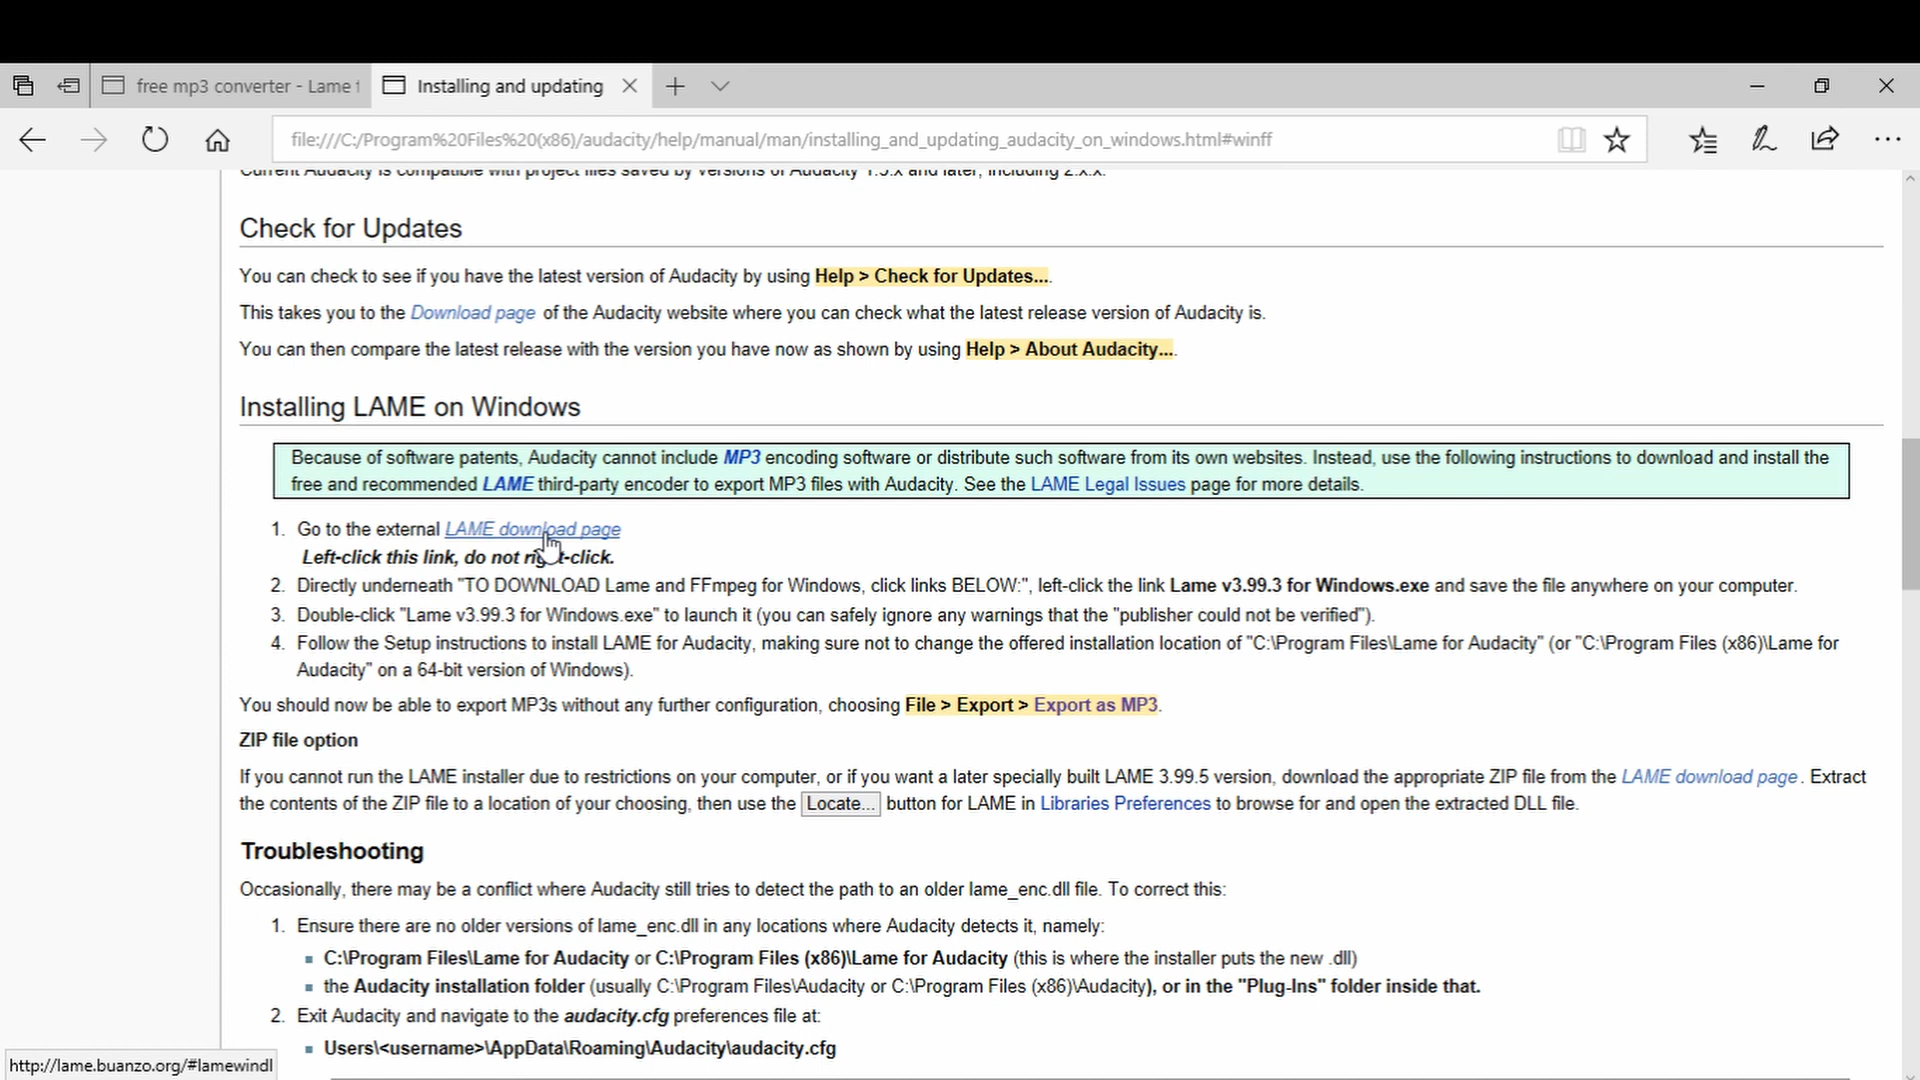 free mp3 converter - Lame
Installing and updating
file:///C:/Program%20Files%20(x86)/audacity/help/manual/man/installing_and_updating_audacity_on_windows.html#winff
Current Audacity is compatible with project files saved by versions of Audacity 1.3.x and later, including 2.x.x.
Check for Updates
You can check to see if you have the latest version of Audacity by using Help > Check for Updates....
This takes you to the Download page of the Audacity website where you can check what the latest release version of Audacity is.
You can then compare the latest release with the version you have now as shown by using Help > About Audacity....
Installing LAME on Windows
Because of software patents, Audacity cannot include MP3 encoding software or distribute such software from its own websites. Instead, use the following instructions to download and install the
free and recommended LAME third-party encoder to export MP3 files with Audacity. See the LAME Legal Issues page for more details.
1. Go to the external LAME download page
Left-click this link, do not right-click.
2. Directly underneath "TO DOWNLOAD Lame and FFmpeg for Windows, click links BELOW:", left-click the link Lame v3.99.3 for Windows.exe and save the file anywhere on your computer.
3. Double-click "Lame v3.99.3 for Windows.exe" to launch it (you can safely ignore any warnings that the "publisher could not be verified").
4. Follow the Setup instructions to install LAME for Audacity, making sure not to change the offered installation location of "C:\Program Files\Lame for Audacity" (or "C:\Program Files (x86)\Lame for
Audacity" on a 64-bit version of Windows).
You should now be able to export MP3s without any further configuration, choosing File > Export > Export as MP3.
ZIP file option
If you cannot run the LAME installer due to restrictions on your computer, or if you want a later specially built LAME 3.99.5 version, download the appropriate ZIP file from the LAME download page. Extract
the contents of the ZIP file to a location of your choosing, then use the Locate... button for LAME in Libraries Preferences to browse for and open the extracted DLL file.
Troubleshooting
Occasionally, there may be a conflict where Audacity still tries to detect the path to an older lame_enc.dll file. To correct this:
1. Ensure there are no older versions of lame_enc.dll in any locations where Audacity detects it, namely:
C:\Program Files\Lame for Audacity or C:\Program Files (x86)\Lame for Audacity (this is where the installer puts the new .dll)
the Audacity installation folder (usually C:\Program Files\Audacity or C:\Program Files (x86)\Audacity), or in the "Plug-Ins" folder inside that.
2. Exit Audacity and navigate to the audacity.cfg preferences file at:
Users\<username>\AppData\Roaming\Audacity\audacity.cfg
http://lame.buanzo.org/#lamewindl